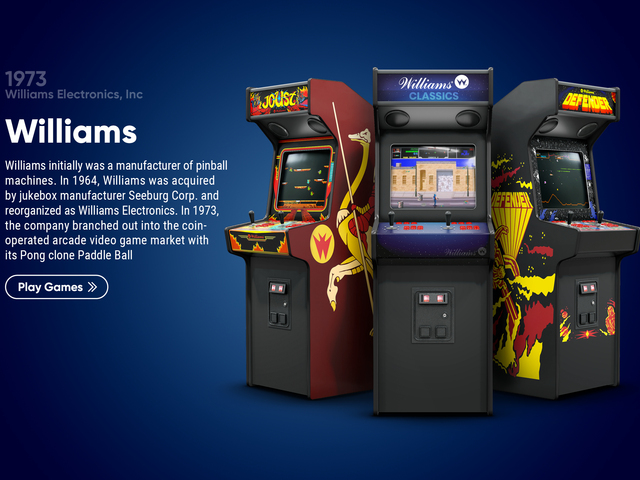 1973
Williams Electronics, Inc
Williams
Williams initially was a manufacturer of pinball
machines. In 1964, Williams was acquired
by jukebox manufacturer Seeburg Corp. and
reorganized as Williams Electronics. In 1973,
the company branched out into the coin-
operated arcade video game market with
its Pong clone Paddle Ball
Play Games
JOUST
Williams
CLASSICS
Williams
DEFENDER
DEFENDER